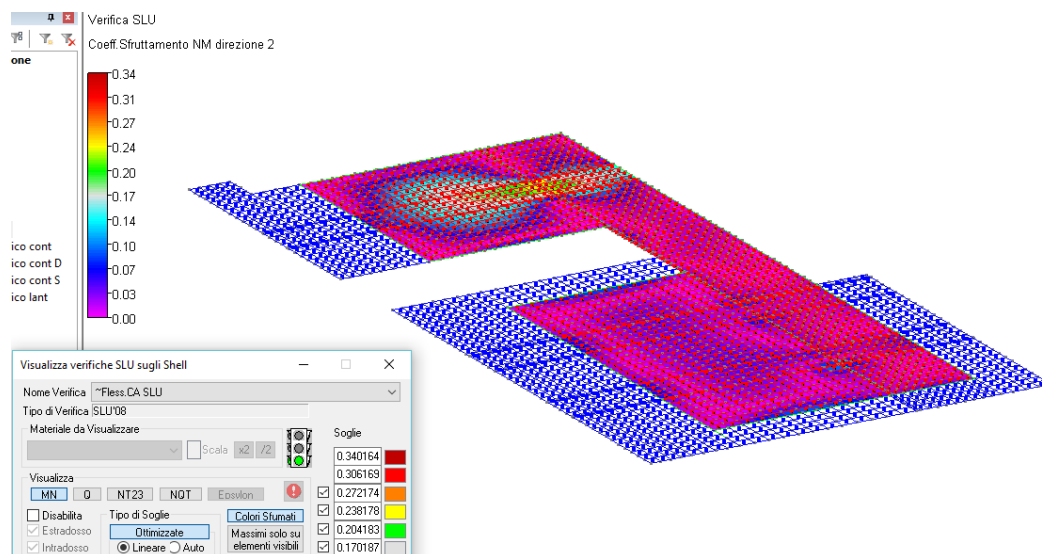 Verifica SLU
Coeff.Sfruttamento NM direzione 2
one
0.34
0.31
0.27
0.24
0.20
0.17
0.14
0.10
0.07
0.03
0.00
ico cont
ico cont D
ico cont S
ico lant
Visualizza verifiche SLU sugli Shell
Nome Verifica ~Fless.CA SLU
Tipo di Verifica SLU'08
Materiale da Visualizzare
Scala x2 /2
Soglie
0.340164
0.306169
0.272174
0.238178
0.204183
0.170187
Visualizza
MN Q NT23 NQT Epsylon
Disabilita
Estradosso
Intradosso
Tipo di Soglie
Ottimizzate
Lineare Auto
Colori Sfumati
Massimi solo su
elementi visibili